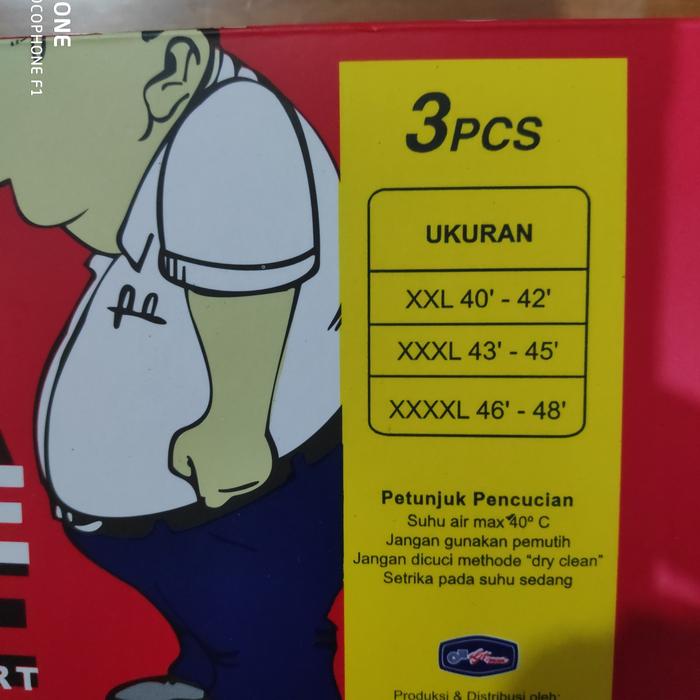 ONE
OCOPHONE F1
3PCS
UKURAN
XXL 40' - 42'
XXXL 43' - 45'
XXXXL 46' - 48'
Petunjuk Pencucian
Suhu air max 40º C
Jangan gunakan pemutih
Jangan dicuci methode “dry clean”
Setrika pada suhu sedang
Produksi & Distribusi oleh:
RT